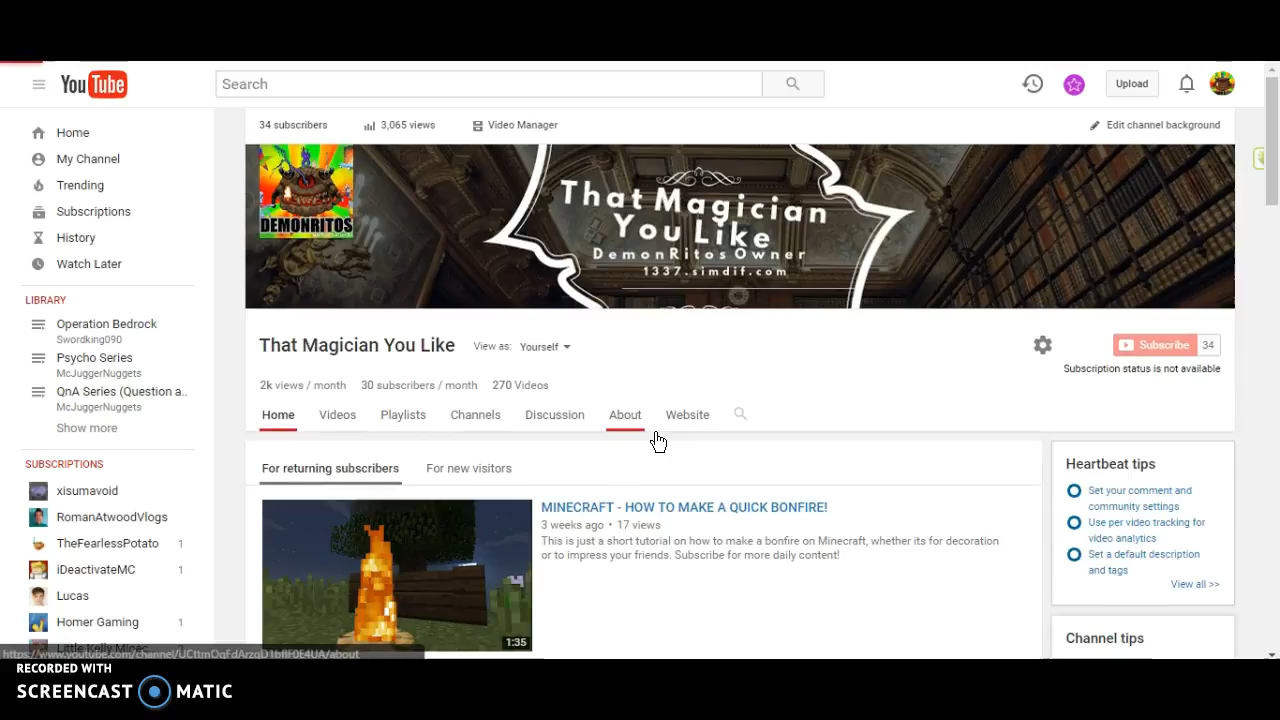 YouTube
Search
Upload
Home
My Channel
Trending
Subscriptions
History
Watch Later
LIBRARY
Operation Bedrock
Swordking090
Psycho Series
McJuggerNuggets
QnA Series (Question a..
McJuggerNuggets
Show more
SUBSCRIPTIONS
xisumavoid
RomanAtwoodVlogs
TheFearlessPotato 1
iDeactivateMC 1
Lucas
Homer Gaming 1
34 subscribers
3,065 views
Video Manager
Edit channel background
DEMONRITOS
That Magician
You Like
DemonRitos Owner
1337.simdif.com
That Magician You Like
View as: Yourself
Subscribe 34
Subscription status is not available
2k views / month
30 subscribers / month
270 Videos
Home Videos Playlists Channels Discussion About Website
For returning subscribers
For new visitors
MINECRAFT - HOW TO MAKE A QUICK BONFIRE!
3 weeks ago • 17 views
This is just a short tutorial on how to make a bonfire on Minecraft, whether its for decoration
or to impress your friends. Subscribe for more daily content!
1:35
Heartbeat tips
Set your comment and
community settings
Use per video tracking for
video analytics
Set a default description
and tags
View all >>
Channel tips
RECORDED WITH
SCREENCAST MATIC